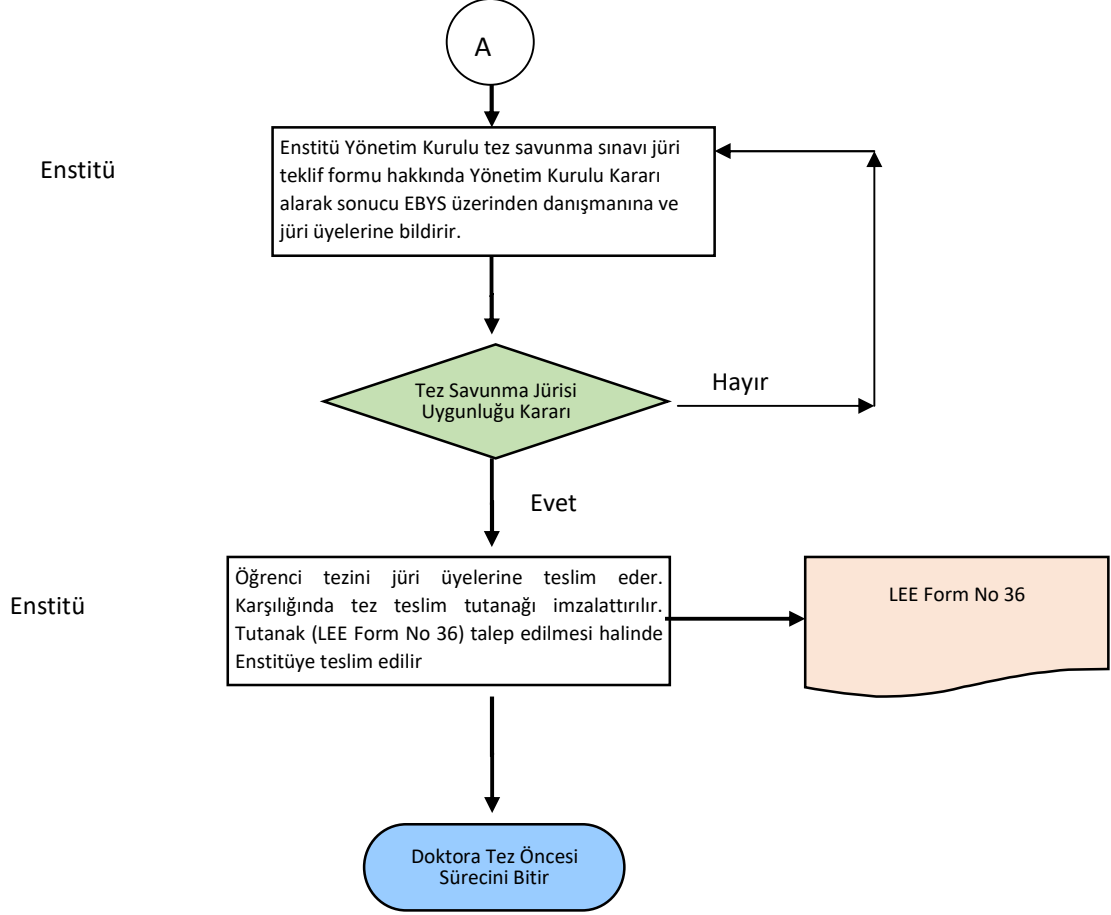 A
Enstitü
Enstitü Yönetim Kurulu tez savunma sınavı jüri
teklif formu hakkında Yönetim Kurulu Kararı
alarak sonucu EBYS üzerinden danışmanına ve
jüri üyelerine bildirir.
Tez Savunma Jürisi
Uygunluğu Kararı
Hayır
Evet
Enstitü
Öğrenci tezini jüri üyelerine teslim eder.
Karşılığında tez teslim tutanağı imzalattırılır.
Tutanak (LEE Form No 36) talep edilmesi halinde
Enstitüye teslim edilir
LEE Form No 36
Doktora Tez Öncesi
Sürecini Bitir